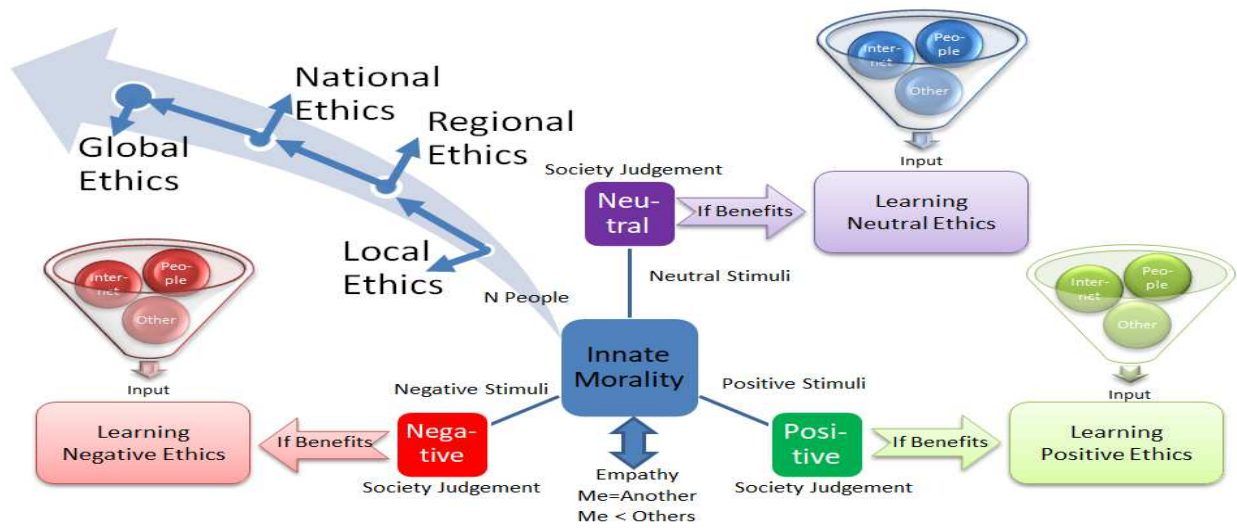 National
Ethics
Global
Ethics
Regional
Ethics
Local
Ethics
N People
Inter-
net
Peo-
ple
Other
Input
Society Judgement
Neu-
tral
If Benefits
Learning
Neutral Ethics
Neutral Stimuli
Inter-
net
Peo-
ple
Other
Input
Learning
Negative Ethics
If Benefits
Nega-
tive
Society Judgement
Negative Stimuli
Innate
Morality
Empathy
Me=Another
Me < Others
Positive Stimuli
Posi-
tive
Society Judgement
If Benefits
Inter-
net
Peo-
ple
Other
Input
Learning
Positive Ethics